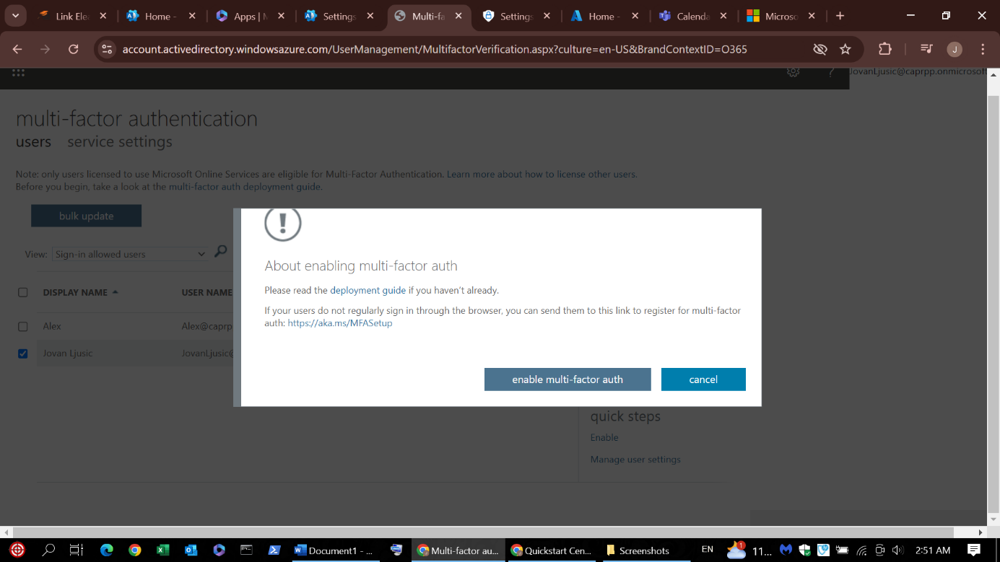 Link Ele
Home -
Apps | M
Settings
Multi-fa
Settings
Home -
Calenda
Microso
account.activedirectory.windowsazure.com/UserManagement/MultifactorVerification.aspx?culture=en-US&BrandContextID=O365
J
JovanLjusic@caprpp.onmicrosoft
multi-factor authentication
users service settings
Note: only users licensed to use Microsoft Online Services are eligible for Multi-Factor Authentication. Learn more about how to license other users.
Before you begin, take a look at the multi-factor auth deployment guide.
bulk update
View: Sign-in allowed users
DISPLAY NAME USER NAME
Alex Alex@caprp
Jovan Ljusic JovanLjusic@
About enabling multi-factor auth
Please read the deployment guide if you haven't already.
If your users do not regularly sign in through the browser, you can send them to this link to register for multi-factor
auth: https://aka.ms/MFASetup
enable multi-factor auth cancel
quick steps
Enable
Manage user settings
Document1 - ... Multi-factor au... Quickstart Cen... Screenshots EN 1 11... 2:51 AM